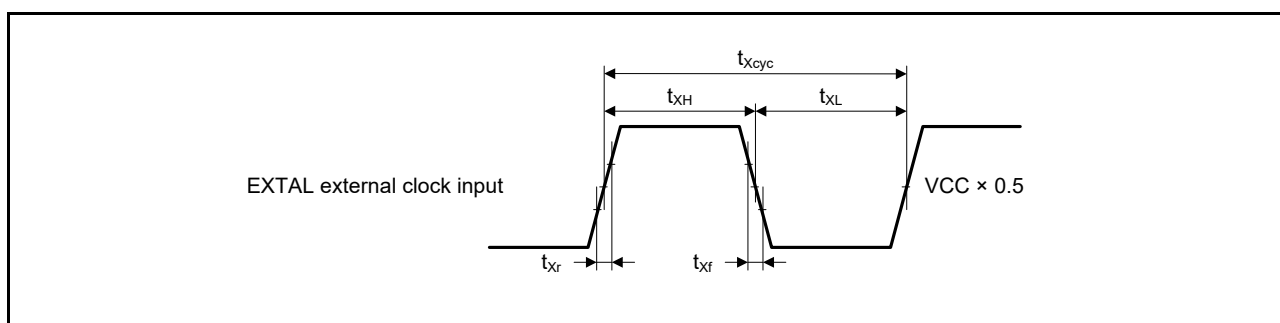 tXcyc
tXH
tXL
EXTAL external clock input
VCC × 0.5
tXr
tXf